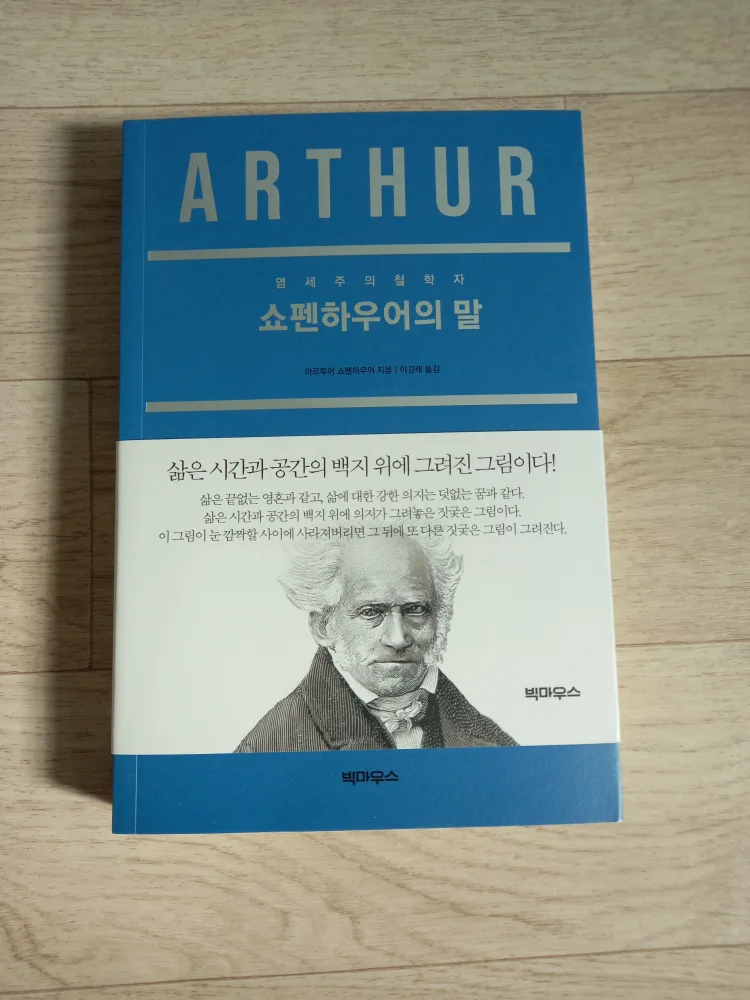 ARTHUR
염세주의철학자
쇼펜하우어의 말
아르투어 쇼펜하우어 지음 | 이강래 옮김
삶은 시간과 공간의 백지 위에 그려진 그림이다!
삶은 끝없는 영혼과 같고, 삶에 대한 강한 의지는 덧없는 꿈과 같다.
삶은 시간과 공간의 백지 위에 의지가 그려놓은 짓궂은 그림이다.
이 그림이 눈 깜짝할 사이에 사라져버리면 그 뒤에 또 다른 짓궂은 그림이 그려진다.
빅마우스
빅마우스